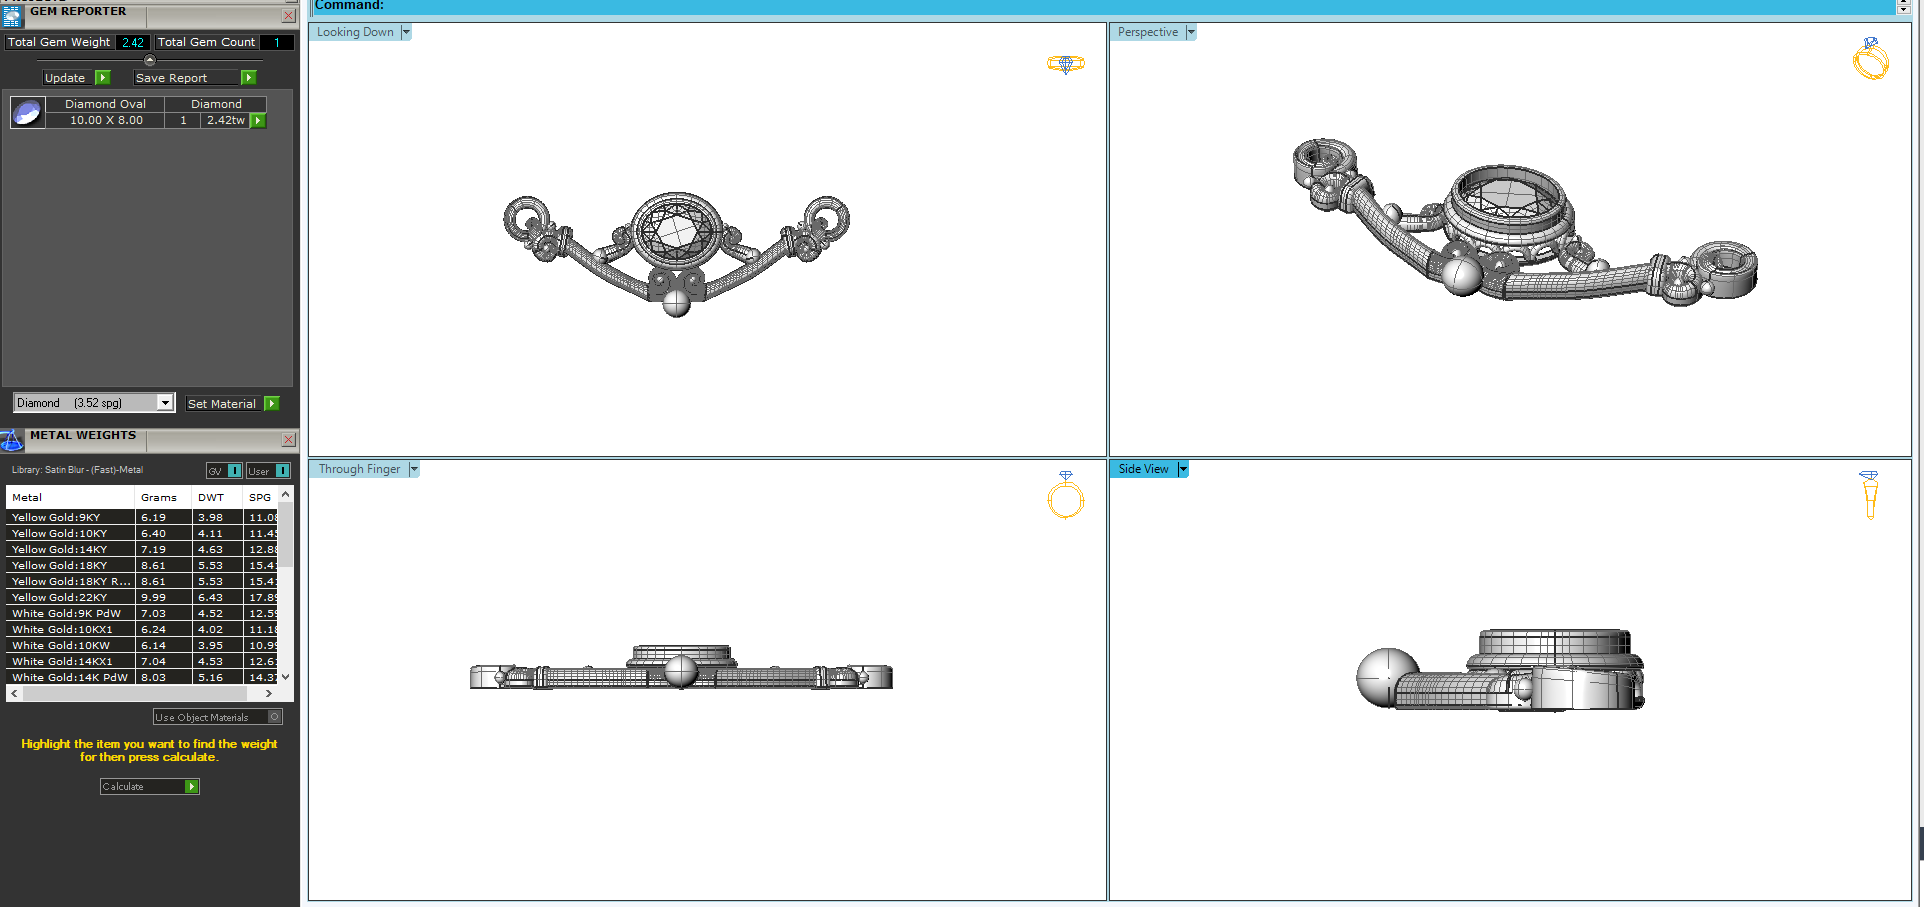 Command:
GEM REPORTER
Total Gem Weight 2.42 Total Gem Count 1
Update Save Report
Diamond Oval Diamond
10.00 X 8.00 1 2.42tw
Diamond (3.52 spg) Set Material
METAL WEIGHTS
Library: Satin Blur - (Fast)-Metal GV User
Metal Grams DWT SPG
Yellow Gold:9KY 6.19 3.98 11.08
Yellow Gold:10KY 6.40 4.11 11.45
Yellow Gold:14KY 7.19 4.63 12.88
Yellow Gold:18KY 8.61 5.53 15.41
Yellow Gold:18KY R... 8.61 5.53 15.41
Yellow Gold:22KY 9.99 6.43 17.89
White Gold:9K PdW 7.03 4.52 12.59
White Gold:10KX1 6.24 4.02 11.18
White Gold:10KW 6.14 3.95 10.99
White Gold:14KX1 7.04 4.53 12.61
White Gold:14K PdW 8.03 5.16 14.37
Use Object Materials
Highlight the item you want to find the weight
for then press calculate.
Calculate
Looking Down
Perspective
Through Finger
Side View